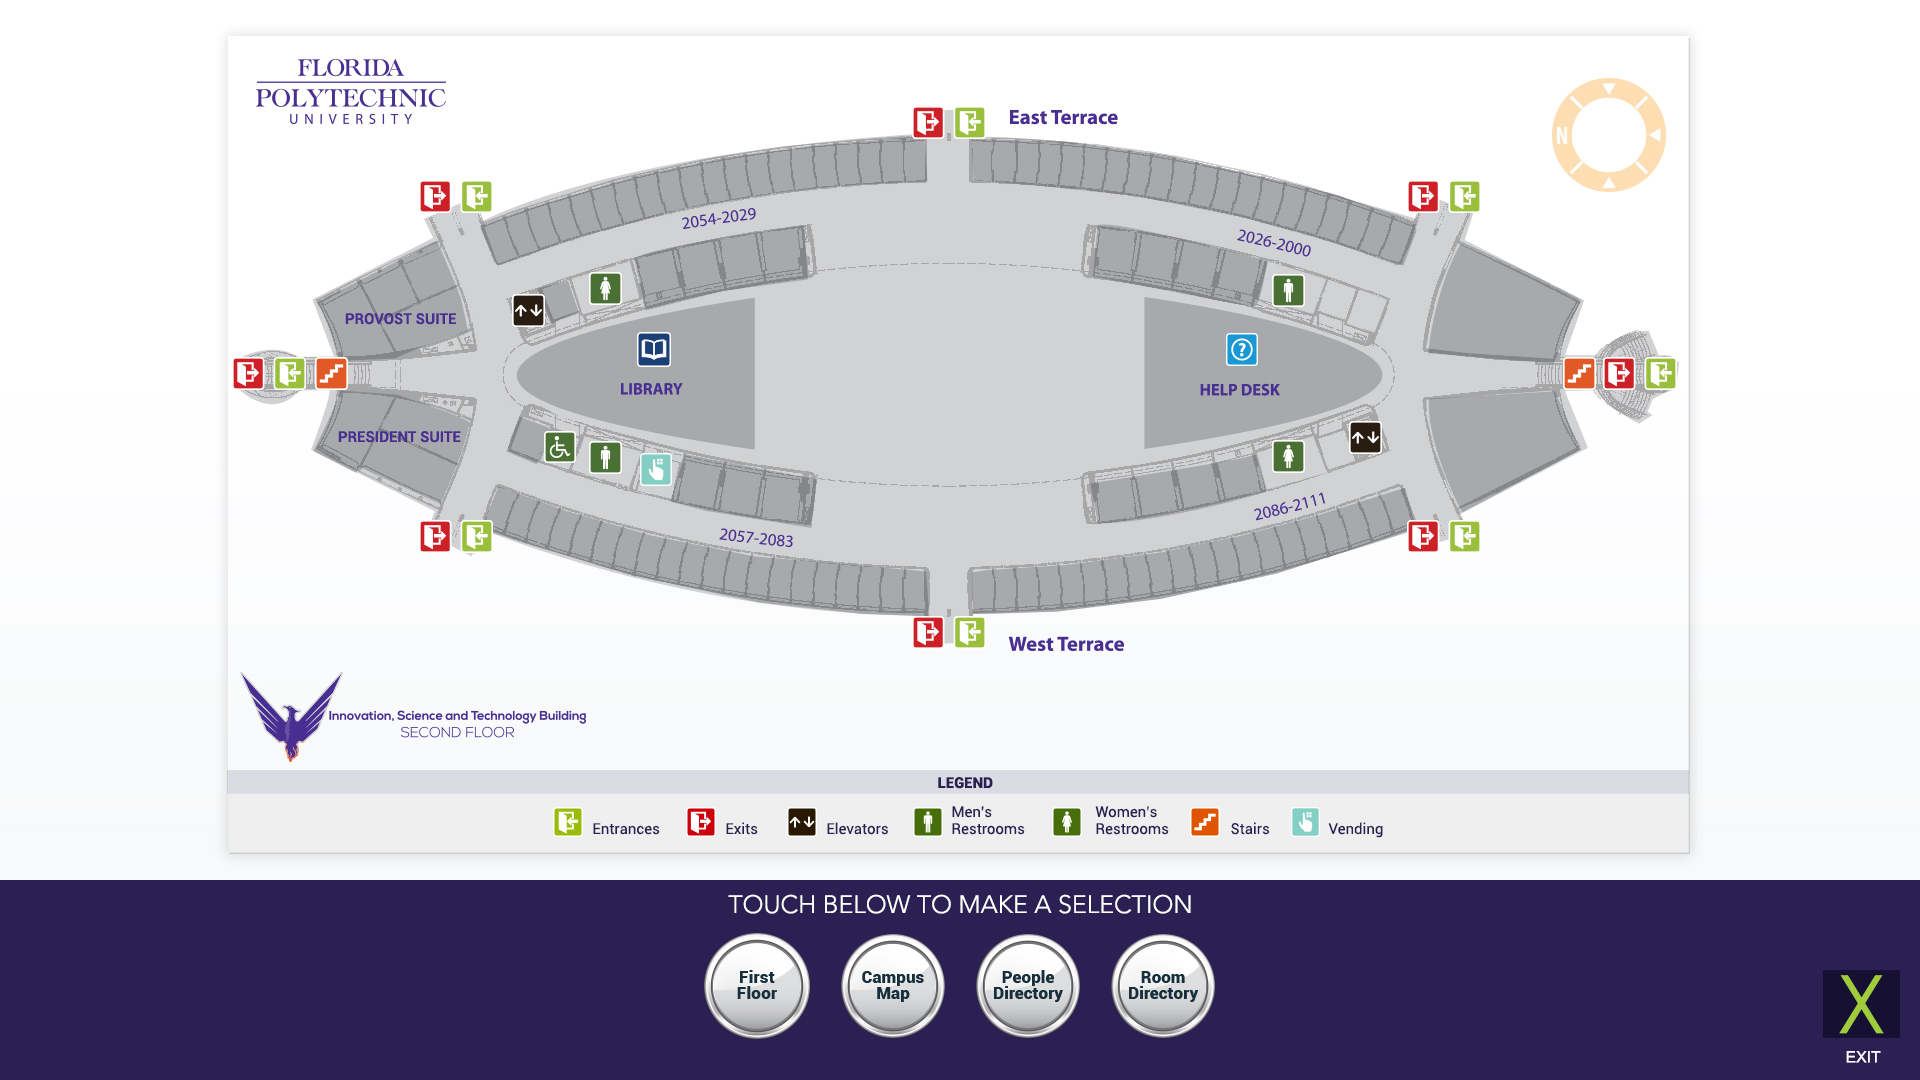 FLORIDA
POLYTECHNIC
UNIVERSITY
East Terrace
N
2054-2029
2026-2000
PROVOST SUITE
LIBRARY
HELP DESK
PRESIDENT SUITE
2057-2083
2086-2111
West Terrace
Innovation, Science and Technology Building
SECOND FLOOR
LEGEND
Entrances
Exits
Elevators
Men's
Restrooms
Women's
Restrooms
Stairs
Vending
TOUCH BELOW TO MAKE A SELECTION
First
Floor
Campus
Map
People
Directory
Room
Directory
X
EXIT